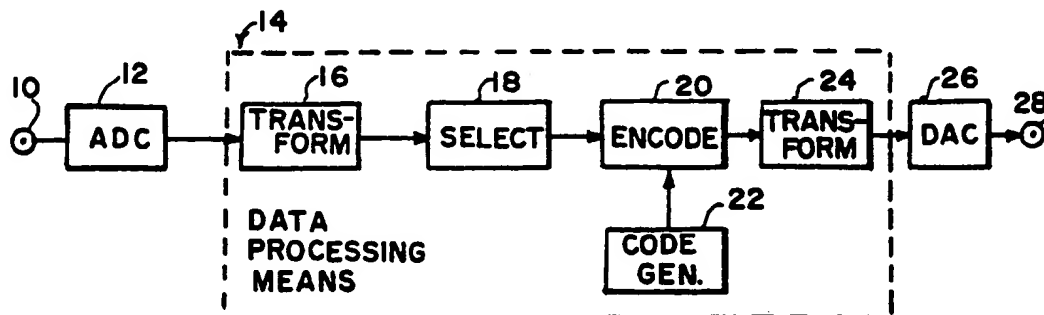 14
10
12
16
18
20
24
26
28
ADC
TRANS-
FORM
SELECT
ENCODE
TRANS-
FORM
DAC
22
CODE
GEN.
DATA
PROCESSING
MEANS